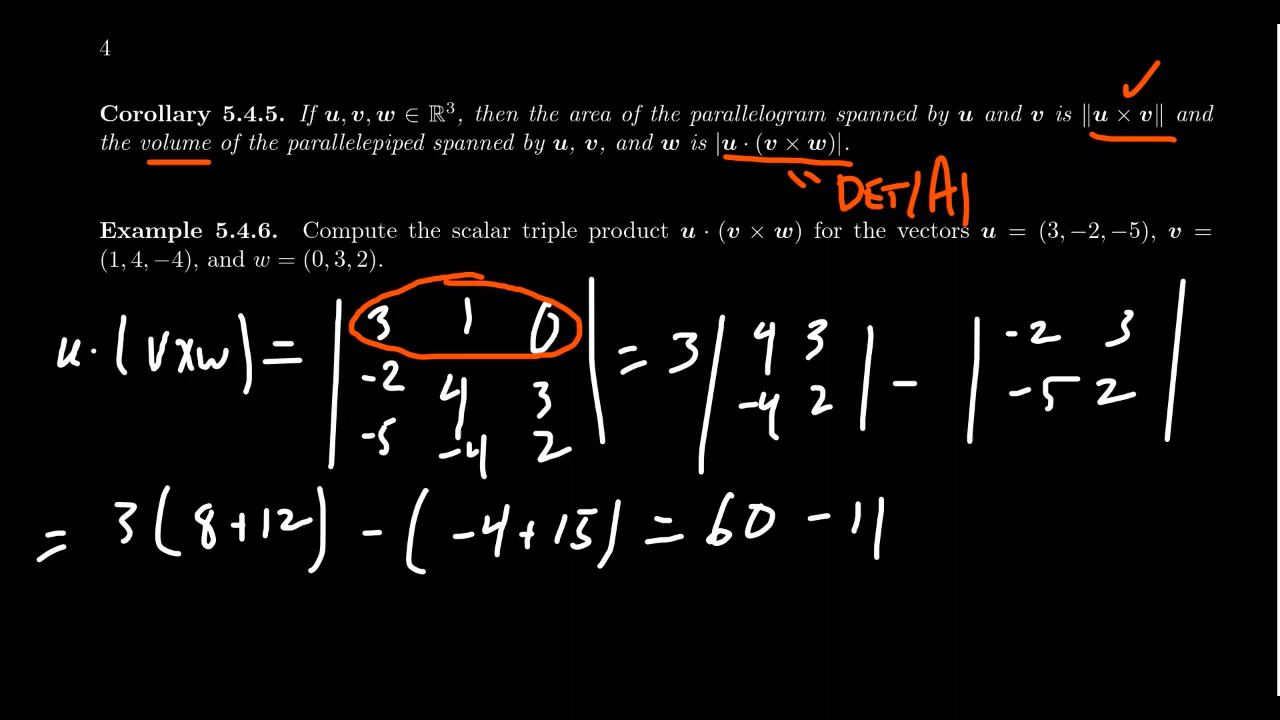 4
Corollary 5.4.5. If u, v, w ∈ ℝ³, then the area of the parallelogram spanned by u and v is ‖u × v‖ and
the volume of the parallelepiped spanned by u, v, and w is |u · (v × w)|.
" DET|A|
Example 5.4.6. Compute the scalar triple product u · (v × w) for the vectors u = (3, −2, −5), v =
(1, 4, −4), and w = (0, 3, 2).
u · (v × w) = | 3 1 0 | = 3 | 4 3 | − | -2 3 |
| -2 4 3 | | -4 2 | | -5 2 |
| -5 -4 2 |
= 3(8+12) − (-4+15) = 60 − 11